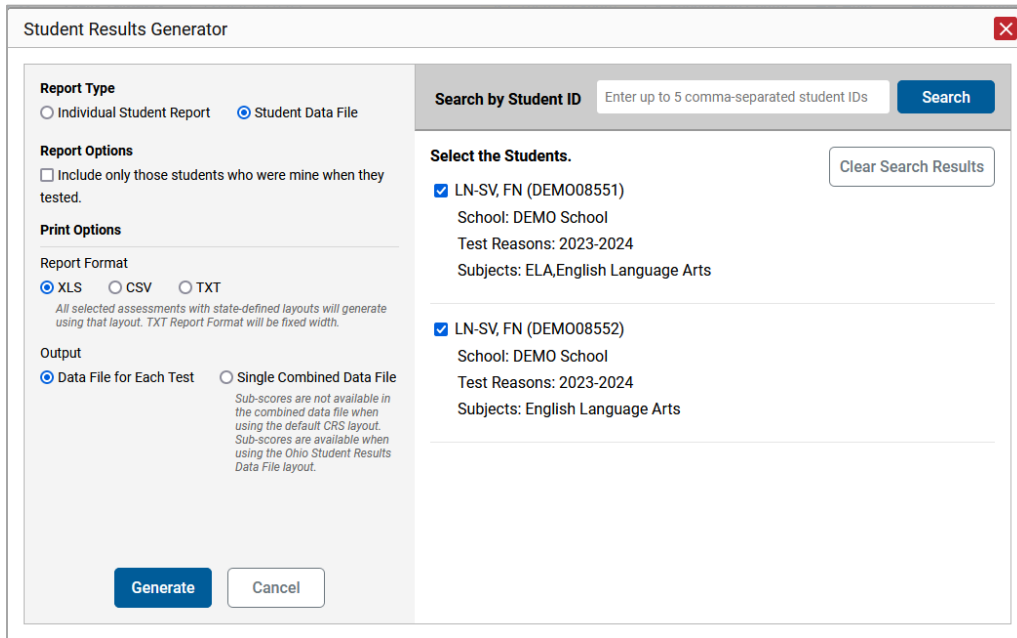 Student Results Generator
Report Type
Individual Student Report
Student Data File
Report Options
Include only those students who were mine when they
tested.
Print Options
Report Format
XLS
CSV
TXT
All selected assessments with state-defined layouts will generate
using that layout. TXT Report Format will be fixed width.
Output
Data File for Each Test
Single Combined Data File
Sub-scores are not available in
the combined data file when
using the default CRS layout.
Sub-scores are available when
using the Ohio Student Results
Data File layout.
Generate
Cancel
Search by Student ID
Enter up to 5 comma-separated student IDs
Search
Select the Students.
Clear Search Results
LN-SV, FN (DEMO08551)
School: DEMO School
Test Reasons: 2023-2024
Subjects: ELA,English Language Arts
LN-SV, FN (DEMO08552)
School: DEMO School
Test Reasons: 2023-2024
Subjects: English Language Arts